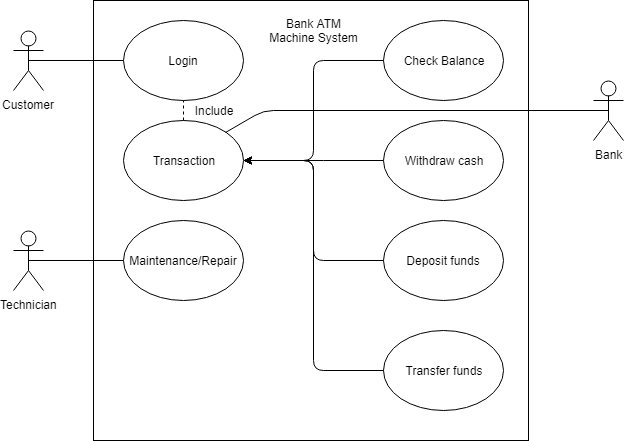 Bank ATM
Machine System
Login
Check Balance
Customer
Include
Transaction
Withdraw cash
Bank
Maintenance/Repair
Deposit funds
Technician
Transfer funds